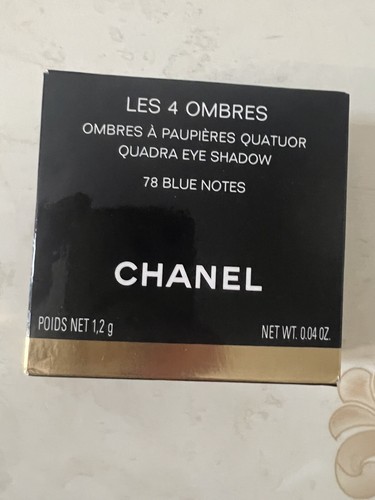 LES 4 OMBRES
OMBRES À PAUPIÈRES QUATUOR
QUADRA EYE SHADOW
78 BLUE NOTES
CHANEL
POIDS NET 1,2 g NET WT. 0.04 OZ.